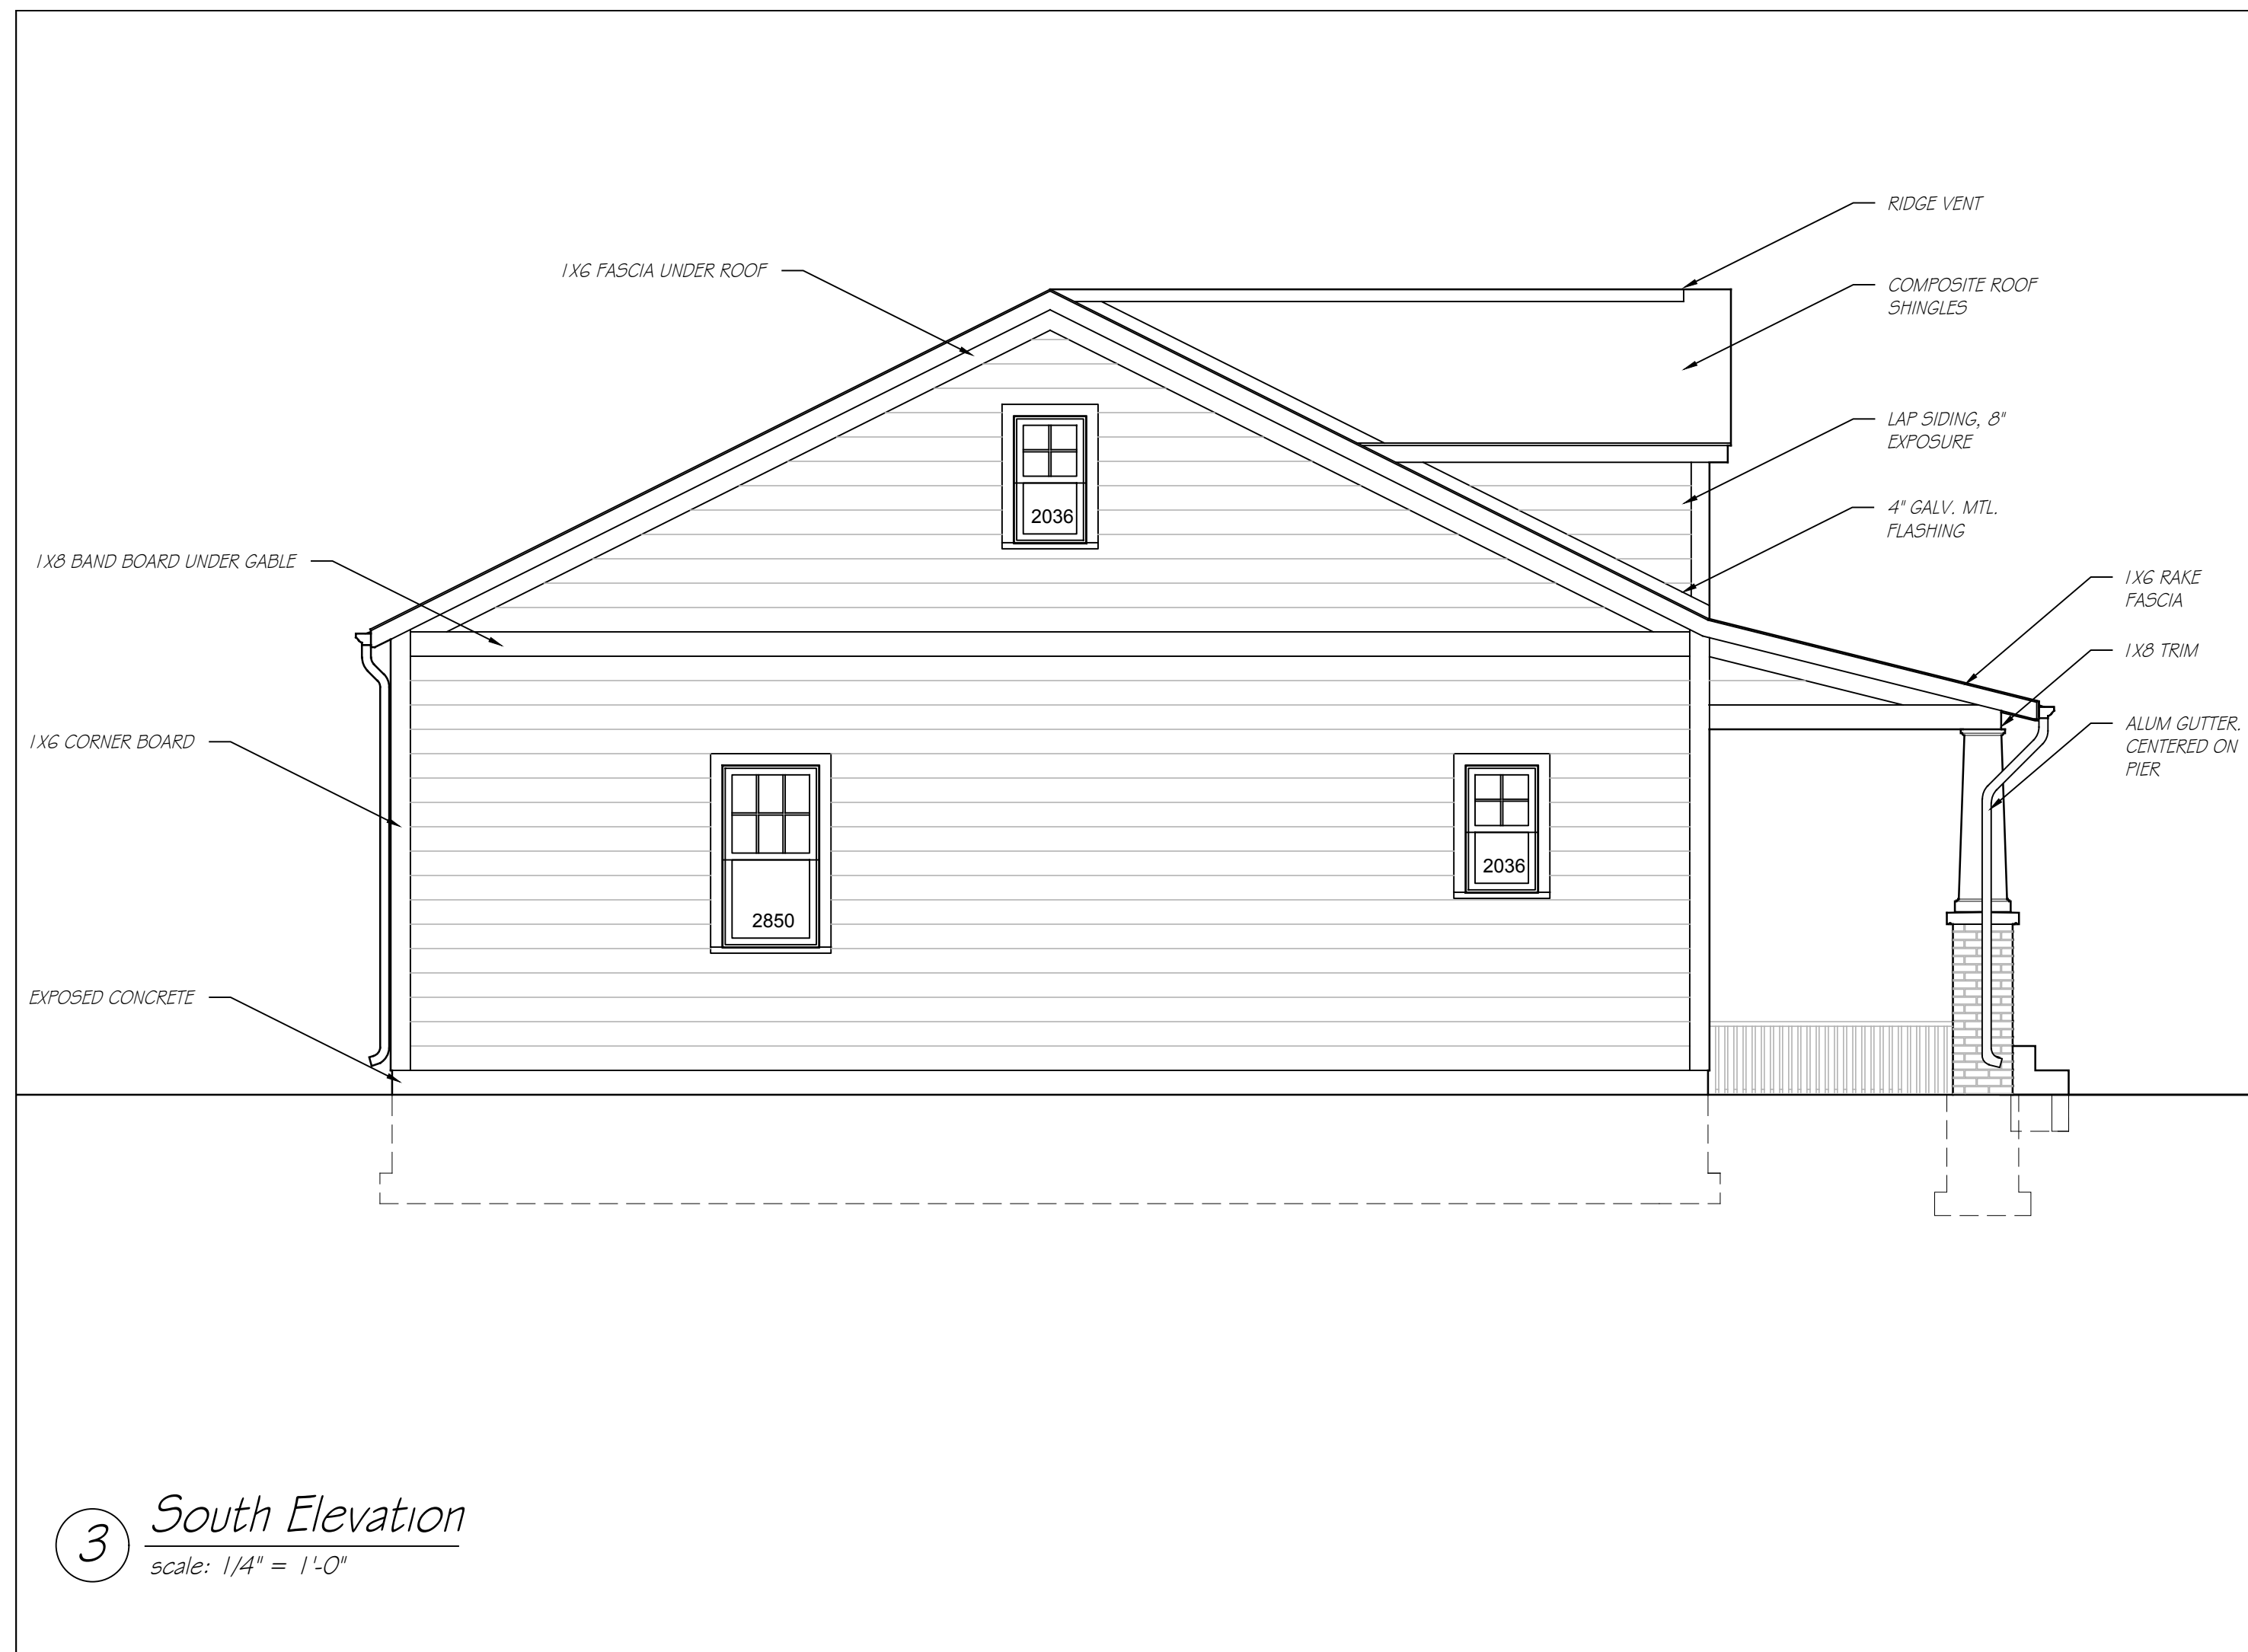 RIDGE VENT
1X6 FASCIA UNDER ROOF
COMPOSITE ROOF
SHINGLES
LAP SIDING, 8"
EXPOSURE
4" GALV. MTL.
FLASHING
2036
1X8 BAND BOARD UNDER GABLE
1X6 RAKE
FASCIA
1X8 TRIM
ALUM GUTTER.
CENTERED ON
PIER
1X6 CORNER BOARD
2036
2850
EXPOSED CONCRETE
3
South Elevation
scale: 1/4" = 1'-0"